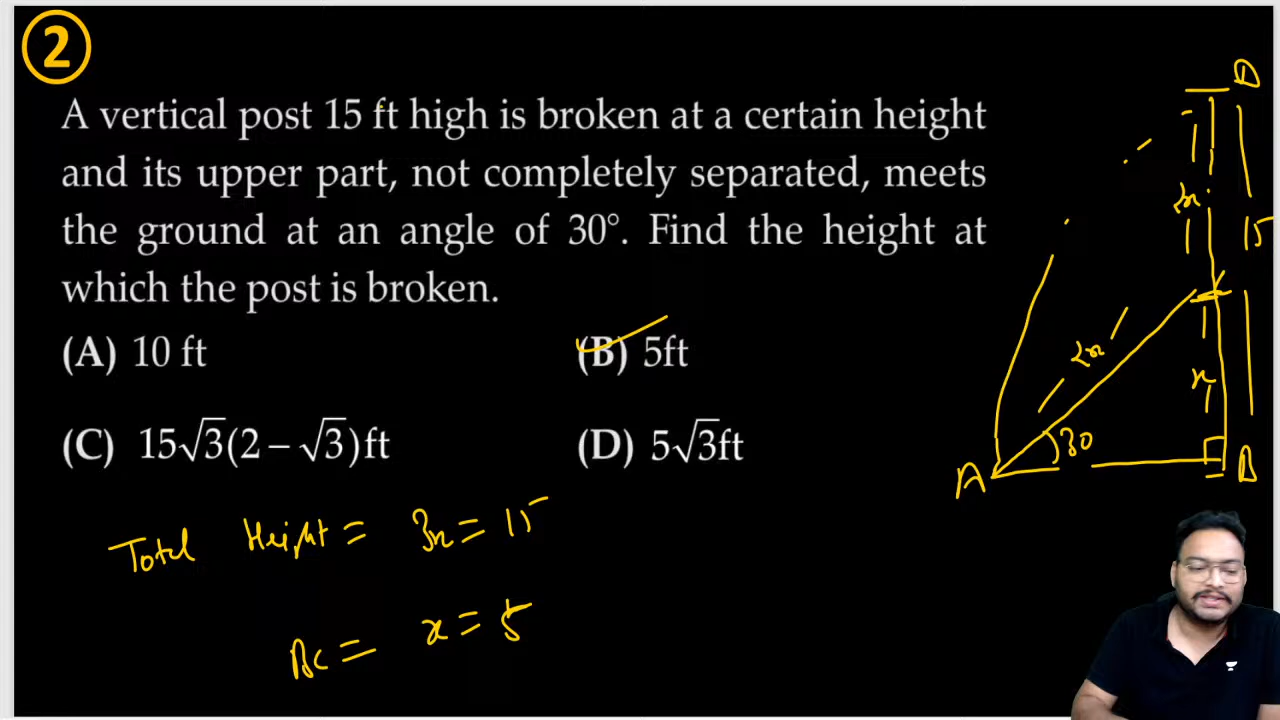 2
A vertical post 15 ft high is broken at a certain height
and its upper part, not completely separated, meets
the ground at an angle of 30°. Find the height at
which the post is broken.
(A) 10 ft
(B) 5ft
(C) 15√3(2 – √3)ft
(D) 5√3ft
Total Height = 3x = 15
BC = x = 5
D
2x
15
2x
x
30
A
B